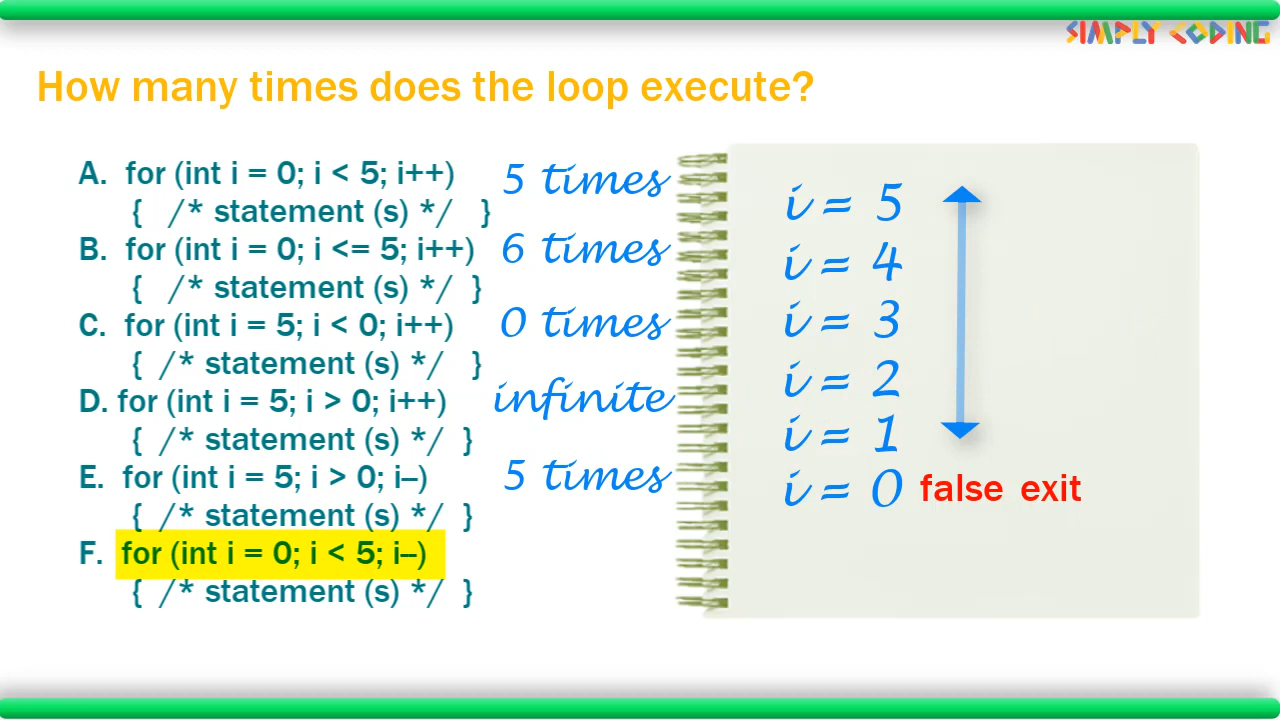 SIMPLY CODING
How many times does the loop execute?
A. for (int i = 0; i < 5; i++)
{ /* statement (s) */ }
5 times
B. for (int i = 0; i <= 5; i++)
{ /* statement (s) */ }
6 times
C. for (int i = 5; i < 0; i++)
{ /* statement (s) */ }
0 times
D. for (int i = 5; i > 0; i++)
{ /* statement (s) */ }
infinite
E. for (int i = 5; i > 0; i–)
{ /* statement (s) */ }
5 times
F. for (int i = 0; i < 5; i–)
{ /* statement (s) */ }
i = 5
i = 4
i = 3
i = 2
i = 1
i = 0 false exit